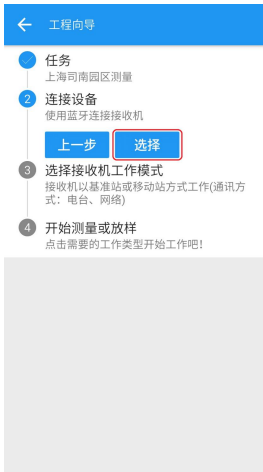 工程向导
任务
上海司南园区测量
2 连接设备
使用蓝牙连接接收机
上一步 选择
3 选择接收机工作模式
接收机以基准站或移动站方式工作(通讯方
式：电台、网络)
4 开始测量或放样
点击需要的工作类型开始工作吧!